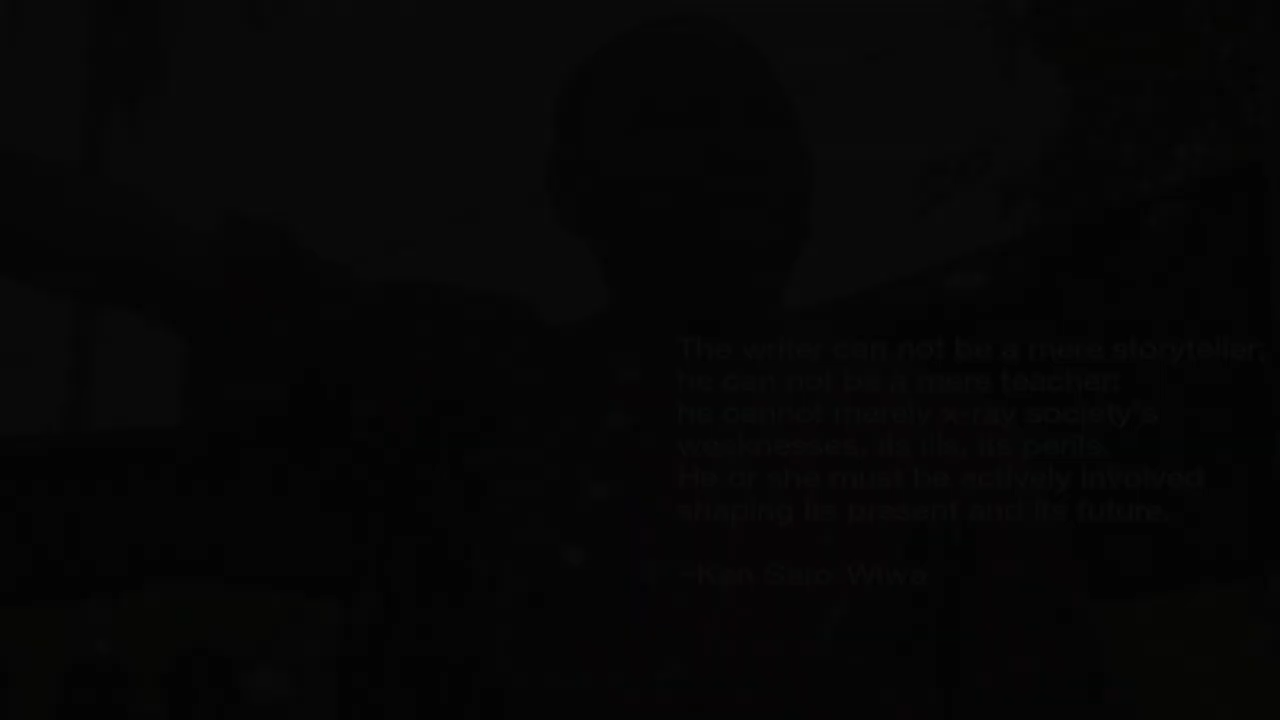 The writer can not be a mere storyteller,
he can not be a mere teacher;
he cannot merely x-ray society's
weaknesses, its ills, its perils.
He or she must be actively involved
shaping its present and its future.
-Ken Saro Wiwa